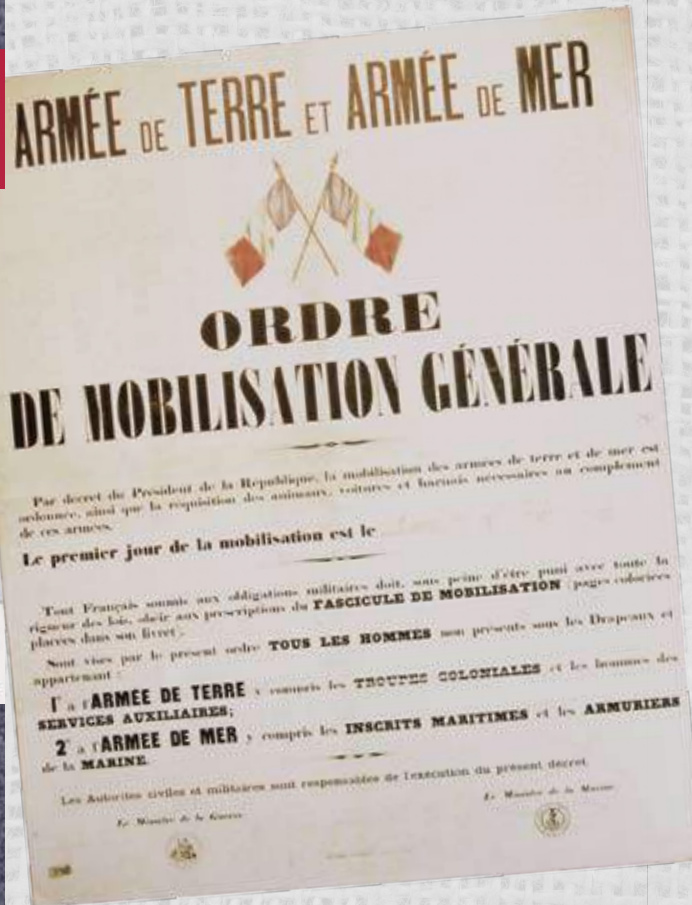 ARMÉE DE TERRE ET ARMÉE DE MER
ORDRE
DE MOBILISATION GÉNÉRALE
Par décret du Président de la République, la mobilisation des armées de terre et de mer est
ordonnée, ainsi que la réquisition des animaux, voitures et harnais nécessaires au complément
de ces armées.
Le premier jour de la mobilisation est le
Tout Français soumis aux obligations militaires doit, sous peine d'être puni avec toute la
rigueur des lois, obéir aux prescriptions du FASCICULE DE MOBILISATION (pages coloriées
placées dans son livret).
Sont visés par le présent ordre TOUS LES HOMMES non présents sous les Drapeaux et
appartenant :
1° à l'ARMÉE DE TERRE y compris les TROUPES COLONIALES et les hommes des
SERVICES AUXILIAIRES;
2° à l'ARMÉE DE MER y compris les INSCRITS MARITIMES et les ARMURIERS
de la MARINE.
Les Autorités civiles et militaires sont responsables de l'exécution du présent décret.
Le Ministre de la Guerre
Le Ministre de la Marine